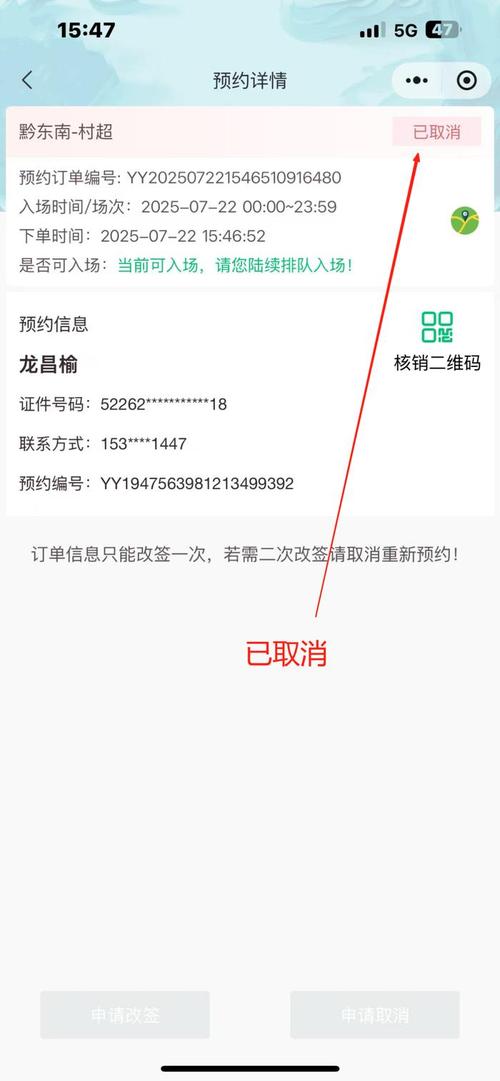 15:47
5G 47
预约详情
黔东南-村超
已取消
预约订单编号: YY202507221546510916480
入场时间/场次: 2025-07-22 00:00~23:59
下单时间: 2025-07-22 15:46:52
是否可入场: 当前可入场，请您陆续排队入场!
预约信息
龙昌榆
核销二维码
证件号码: 52262***********18
联系方式: 153****1447
预约编号: YY1947563981213499392
订单信息只能改签一次，若需二次改签请取消重新预约!
已取消
申请改签
申请取消